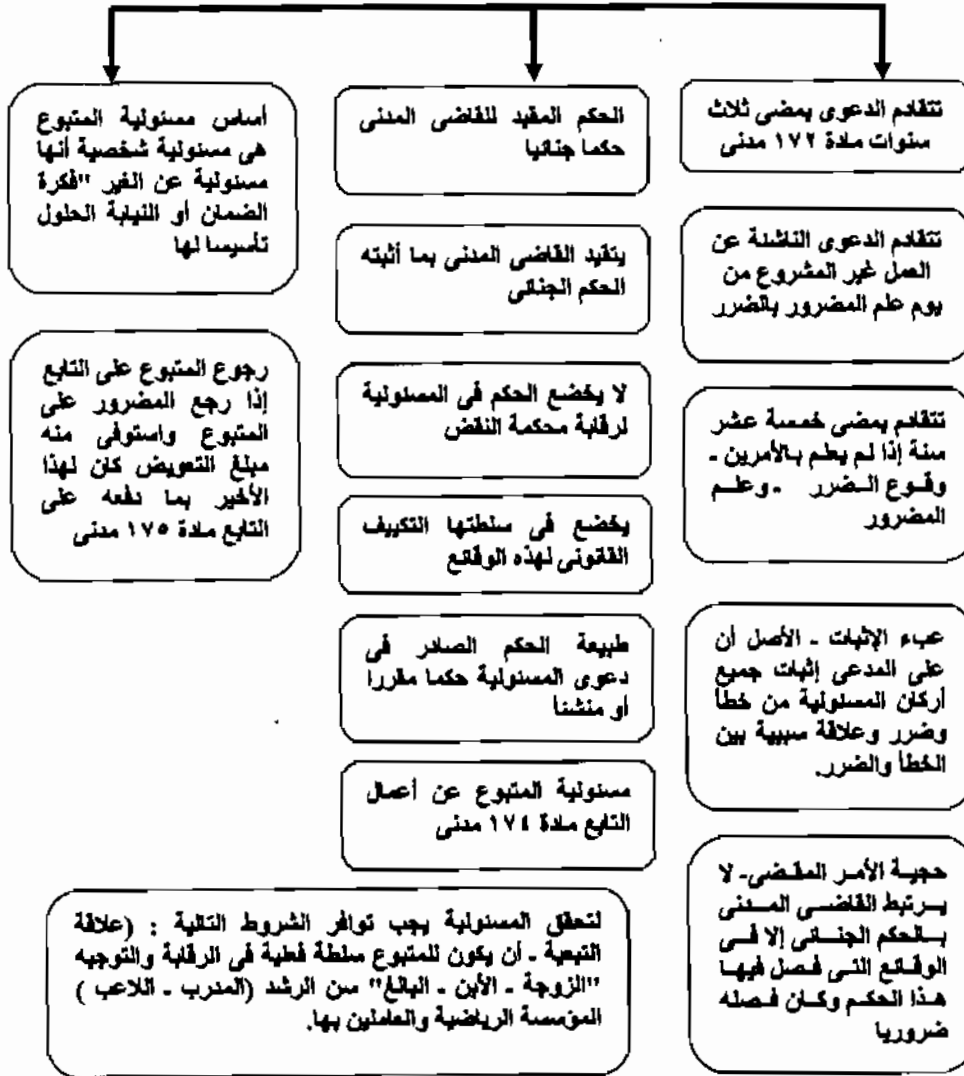 تتقادم الدعوى بمضى ثلاث
سنوات مادة ١٧٢ مدنى
تتقادم الدعوى الناشئة عن
العمل غير المشروع من
يوم علم المضرور بالضرر
تتقادم بمضى خمسة عشر
سنة إذا لم يعلم بالأمرين -
وقوع الضرر - وعلم
المضرور
عبء الإثبات - الأصل أن
على المدعى إثبات جميع
أركان المسئولية من خطأ
وضرر وعلاقة سببية بين
الخطأ والضرر.
حجية الأمر المقضى- لا
يرتبط القاضى المدنى
بالحكم الجنائى إلا فى
الوقائع التى فصل فيها
هذا الحكم وكان فصله
ضروريا
الحكم المقيد للقاضى المدنى
حكما جنائيا
يتقيد القاضى المدنى بما أثبته
الحكم الجنائى
لا يخضع الحكم فى المسئولية
لرقابة محكمة النقض
يخضع فى سلطتها التكييف
القانونى لهذه الوقائع
طبيعة الحكم الصادر فى
دعوى المسئولية حكما مقررا
أو منشئا
مسئولية المتبوع عن أعمال
التابع مادة ١٧٤ مدنى
لتحقق المسئولية يجب توافر الشروط التالية : (علاقة
التبعية - أن يكون للمتبوع سلطة فعلية فى الرقابة والتوجيه
"الزوجة - الأبن - البالغ" سن الرشد (المدرب - اللاعب )
المؤسسة الرياضية والعاملين بها.
أساس مسئولية المتبوع
هى مسئولية شخصية أنها
مسئولية عن الغير "فكرة
الضمان أو النيابة الحلول
تأسيسا لها
رجوع المتبوع على التابع
إذا رجع المضرور على
المتبوع واستوفى منه
مبلغ التعويض كان لهذا
الأخير بما دفعه على
التابع مادة ١٧٥ مدنى